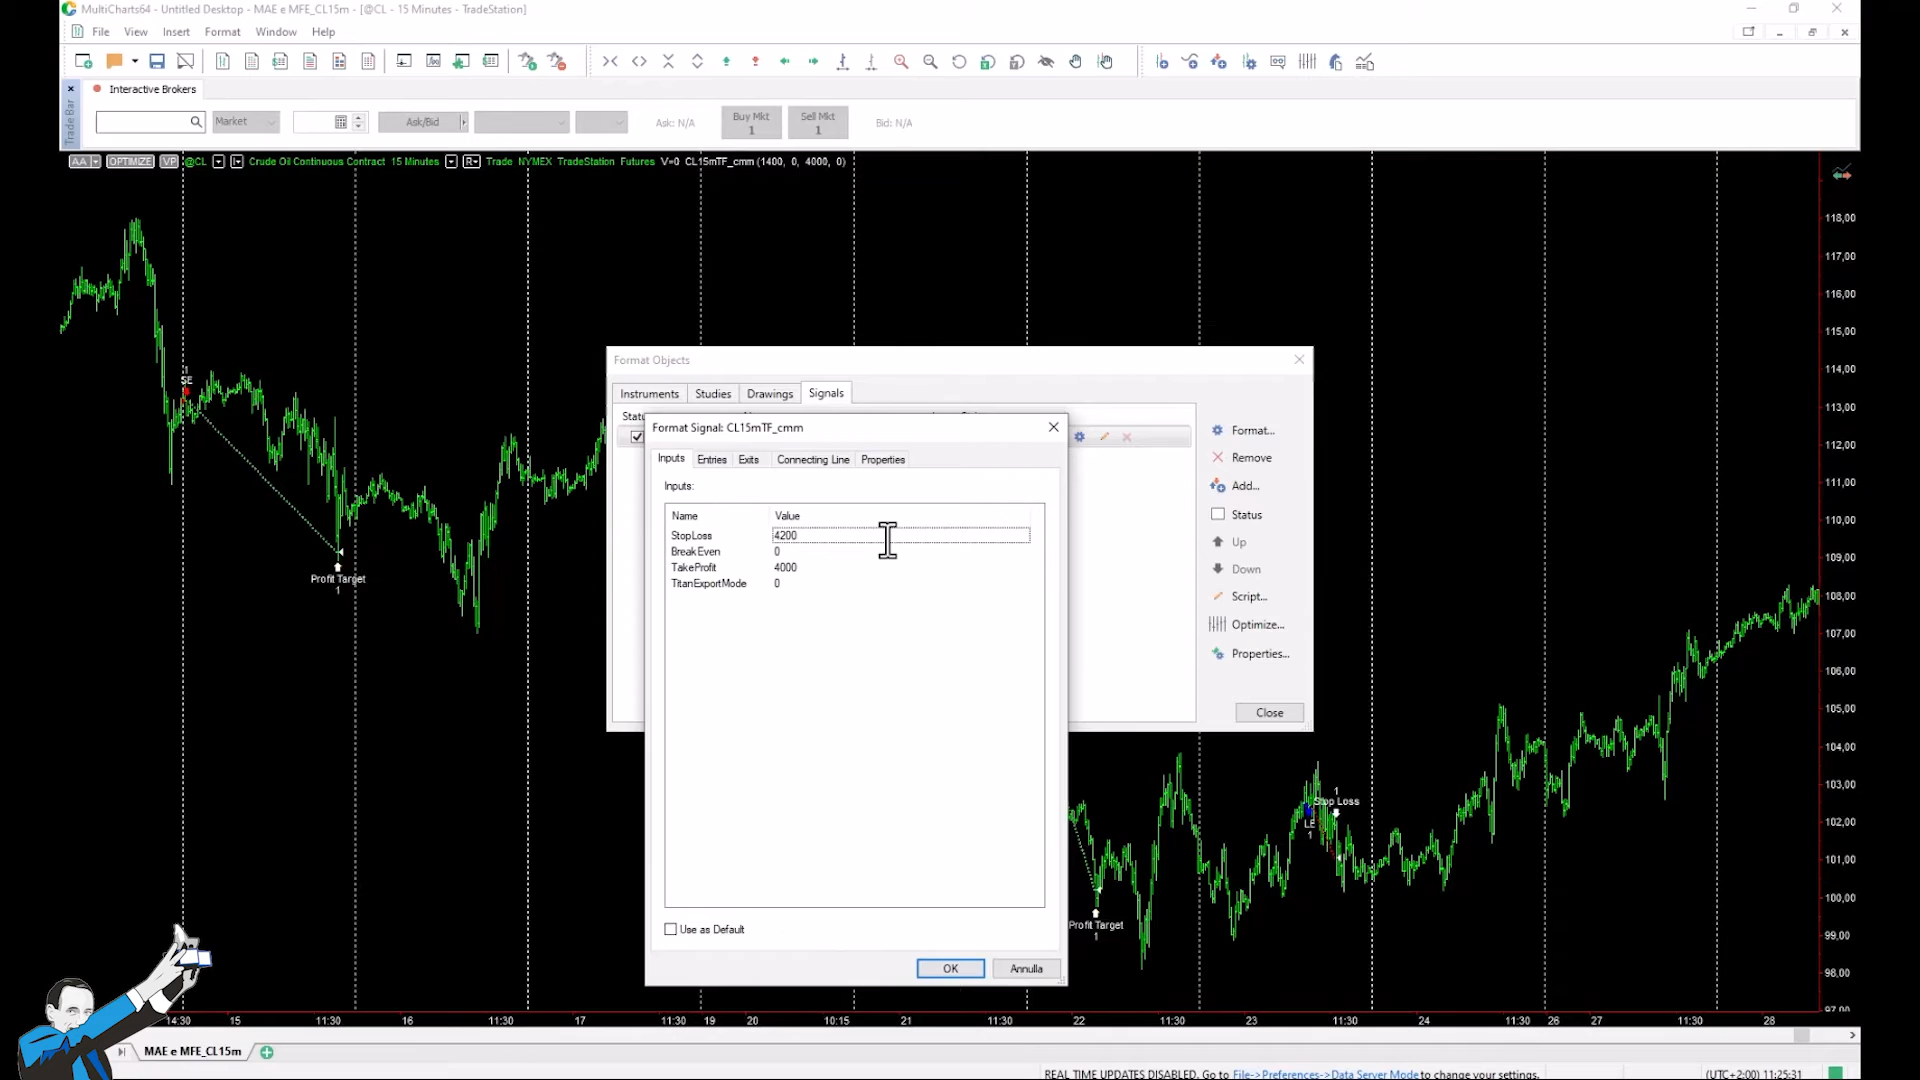 MultiCharts64 - Untitled Desktop - MAE e MFE_CL15m - [@CL - 15 Minutes - TradeStation]
File View Insert Format Window Help
Interactive Brokers
Trade Bar
Market
Ask/Bid
Ask: N/A
Buy Mkt
1
Sell Mkt
1
Bid: N/A
AA OPTIMIZE VP @CL Crude Oil Continuous Contract 15 Minutes R Trade NYMEX TradeStation Futures V=0 CL15mTF_cmm (1400, 0, 4000, 0)
118,00
117,00
116,00
115,00
114,00
113,00
112,00
111,00
110,00
109,00
108,00
107,00
106,00
105,00
104,00
103,00
102,00
101,00
100,00
99,00
98,00
97,00
1
SE
Profit Target
1
Format Objects
Instruments Studies Drawings Signals
Format...
Remove
Add...
Status
Up
Down
Script...
Optimize...
Properties...
Close
Format Signal: CL15mTF_cmm
Inputs Entries Exits Connecting Line Properties
Inputs:
Name Value
StopLoss 4200
BreakEven 0
TakeProfit 4000
TitanExportMode 0
Use as Default
OK Annulla
1
Stop Loss
LE
1
Profit Target
1
14:30 15 11:30 16 11:30 17 11:30 19 20 10:15 21 11:30 22 11:30 23 11:30 24 11:30 26 27 11:30 28
MAE e MFE_CL15m
REAL TIME UPDATES DISABLED. Go to File->Preferences->Data Server Mode to change your settings.
(UTC+2:00) 11:25:31